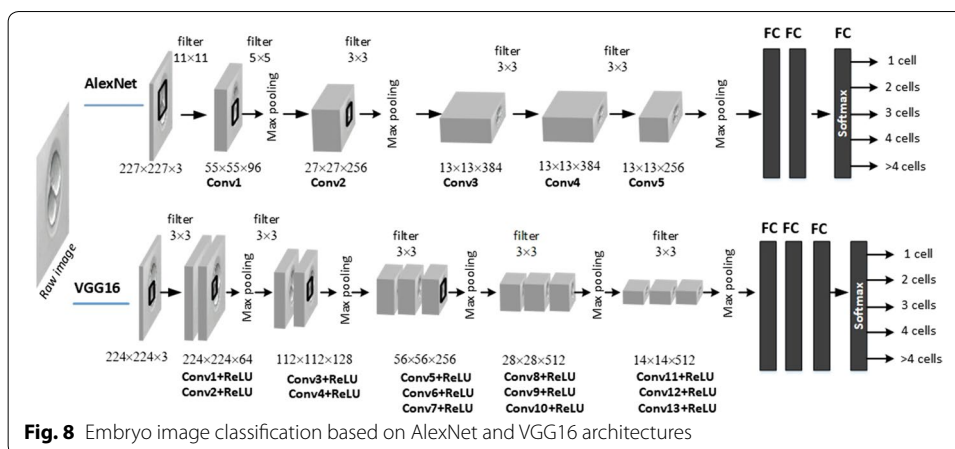 filter
11×11
filter
5×5
filter
3×3
filter
3×3
filter
3×3
FC FC FC
AlexNet
Max pooling
Max pooling
Max pooling
Softmax
1 cell
2 cells
3 cells
4 cells
>4 cells
227×227×3
55×55×96
Conv1
27×27×256
Conv2
13×13×384
Conv3
13×13×384
Conv4
13×13×256
Conv5
Raw image
filter
3×3
filter
3×3
filter
3×3
filter
3×3
filter
3×3
FC FC FC
VGG16
Max pooling
Max pooling
Max pooling
Max pooling
Max pooling
Softmax
1 cell
2 cells
3 cells
4 cells
>4 cells
224×224×3
224×224×64
Conv1+ReLU
Conv2+ReLU
112×112×128
Conv3+ReLU
Conv4+ReLU
56×56×256
Conv5+ReLU
Conv6+ReLU
Conv7+ReLU
28×28×512
Conv8+ReLU
Conv9+ReLU
Conv10+ReLU
14×14×512
Conv11+ReLU
Conv12+ReLU
Conv13+ReLU
Fig. 8 Embryo image classification based on AlexNet and VGG16 architectures